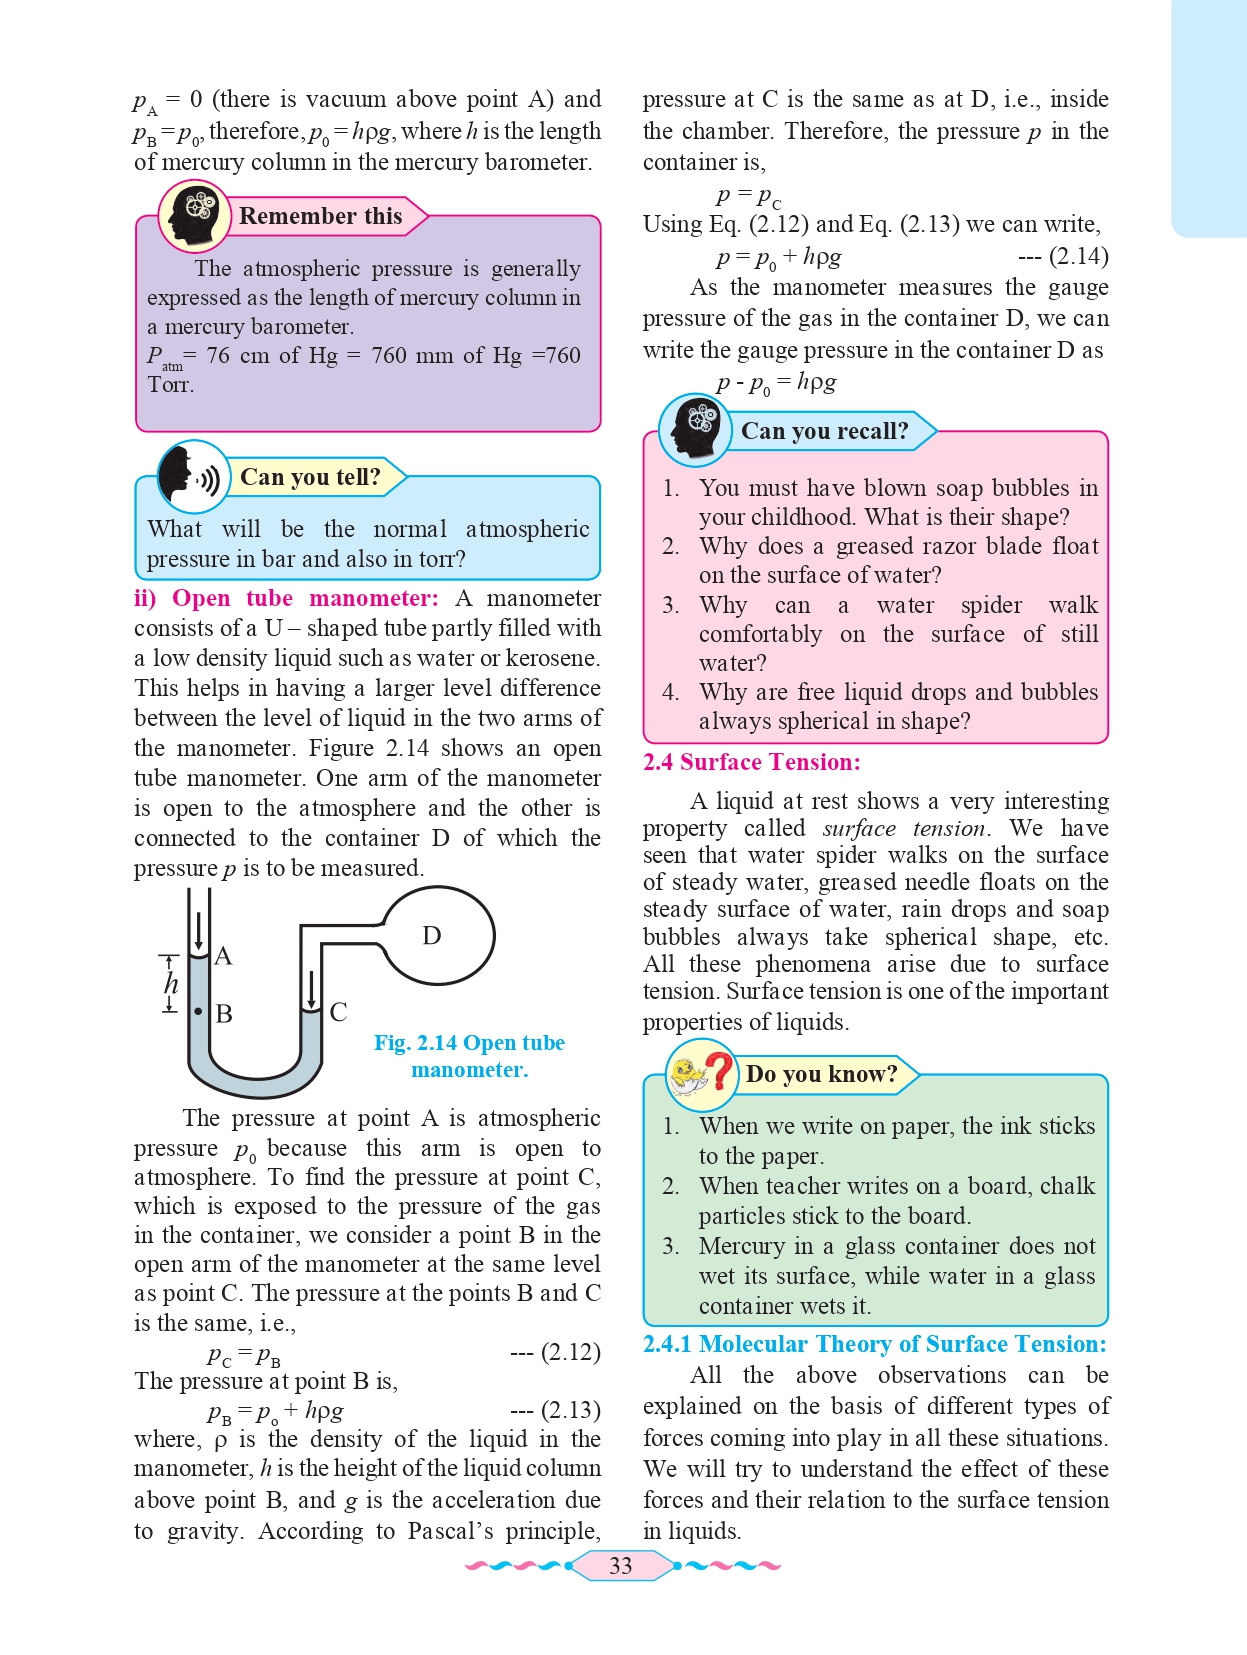 p_A = 0 (there is vacuum above point A) and
p_B = p_0, therefore, p_0 = hρg, where h is the length
of mercury column in the mercury barometer.
Remember this
The atmospheric pressure is generally
expressed as the length of mercury column in
a mercury barometer.
P_atm = 76 cm of Hg = 760 mm of Hg =760
Torr.
Can you tell?
What will be the normal atmospheric
pressure in bar and also in torr?
ii) Open tube manometer: A manometer
consists of a U – shaped tube partly filled with
a low density liquid such as water or kerosene.
This helps in having a larger level difference
between the level of liquid in the two arms of
the manometer. Figure 2.14 shows an open
tube manometer. One arm of the manometer
is open to the atmosphere and the other is
connected to the container D of which the
pressure p is to be measured.
D
A
h
B
C
Fig. 2.14 Open tube
manometer.
The pressure at point A is atmospheric
pressure p_0 because this arm is open to
atmosphere. To find the pressure at point C,
which is exposed to the pressure of the gas
in the container, we consider a point B in the
open arm of the manometer at the same level
as point C. The pressure at the points B and C
is the same, i.e.,
p_C = p_B --- (2.12)
The pressure at point B is,
p_B = p_o + hρg --- (2.13)
where, ρ is the density of the liquid in the
manometer, h is the height of the liquid column
above point B, and g is the acceleration due
to gravity. According to Pascal's principle,
pressure at C is the same as at D, i.e., inside
the chamber. Therefore, the pressure p in the
container is,
p = p_C
Using Eq. (2.12) and Eq. (2.13) we can write,
p = p_0 + hρg --- (2.14)
As the manometer measures the gauge
pressure of the gas in the container D, we can
write the gauge pressure in the container D as
p - p_0 = hρg
Can you recall?
1. You must have blown soap bubbles in
your childhood. What is their shape?
2. Why does a greased razor blade float
on the surface of water?
3. Why can a water spider walk
comfortably on the surface of still
water?
4. Why are free liquid drops and bubbles
always spherical in shape?
2.4 Surface Tension:
A liquid at rest shows a very interesting
property called surface tension. We have
seen that water spider walks on the surface
of steady water, greased needle floats on the
steady surface of water, rain drops and soap
bubbles always take spherical shape, etc.
All these phenomena arise due to surface
tension. Surface tension is one of the important
properties of liquids.
Do you know?
1. When we write on paper, the ink sticks
to the paper.
2. When teacher writes on a board, chalk
particles stick to the board.
3. Mercury in a glass container does not
wet its surface, while water in a glass
container wets it.
2.4.1 Molecular Theory of Surface Tension:
All the above observations can be
explained on the basis of different types of
forces coming into play in all these situations.
We will try to understand the effect of these
forces and their relation to the surface tension
in liquids.
33